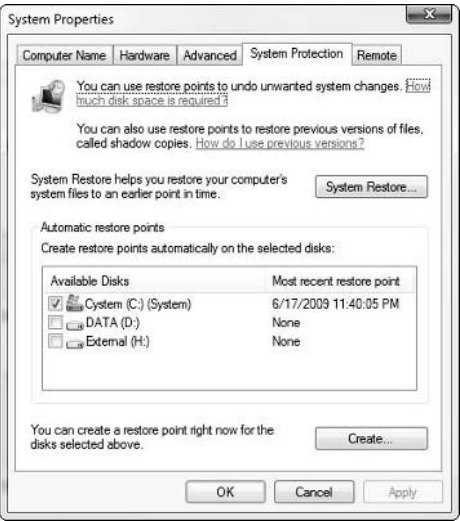 System Properties
Computer Name Hardware Advanced System Protection Remote
You can use restore points to undo unwanted system changes. How
much disk space is required?
You can also use restore points to restore previous versions of files,
called shadow copies. How do I use previous versions?
System Restore helps you restore your computer's
system files to an earlier point in time.
System Restore...
Automatic restore points
Create restore points automatically on the selected disks:
Available Disks Most recent restore point
Cystem (C:) (System) 6/17/2009 11:40:05 PM
DATA (D:) None
External (H:) None
You can create a restore point right now for the
disks selected above.
Create...
OK Cancel Apply